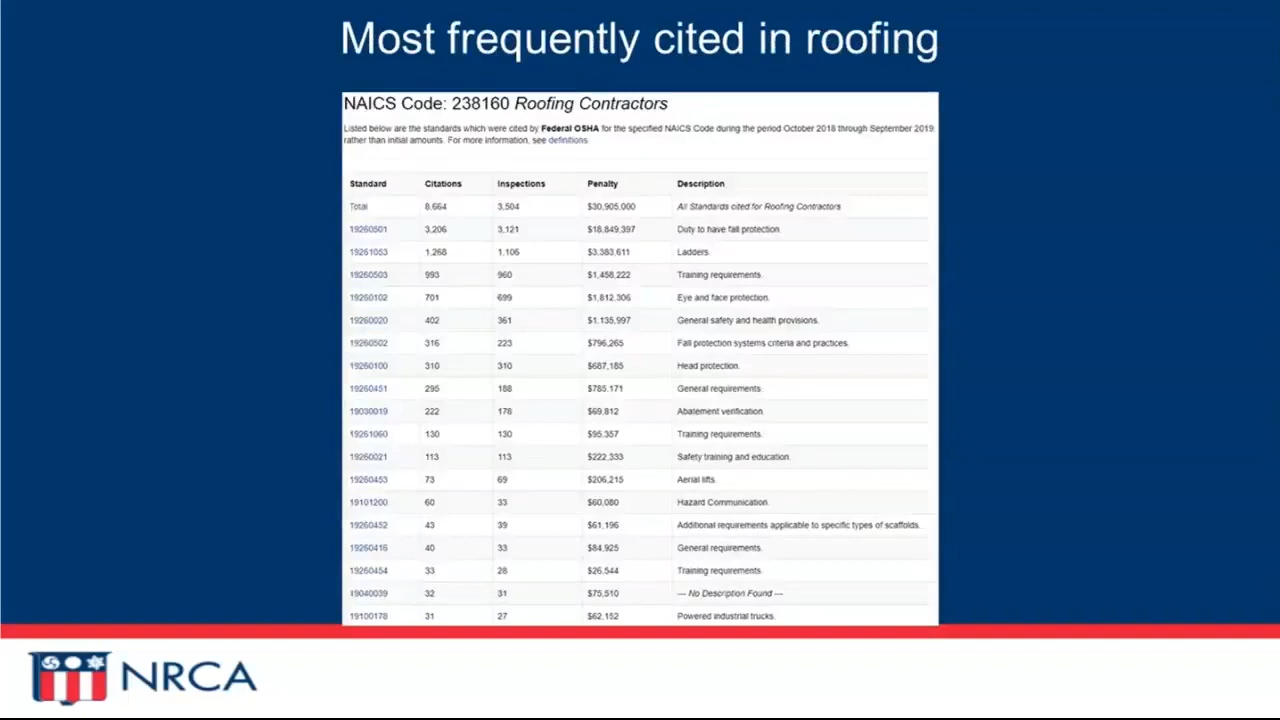 Most frequently cited in roofing
NAICS Code: 238160 Roofing Contractors
Listed below are the standards which were cited by Federal OSHA for the specified NAICS Code during the period October 2018 through September 2019.
rather than initial amounts. For more information, see definitions.
Standard Citations Inspections Penalty Description
Total 8,664 3,504 $30,905,000 All Standards cited for Roofing Contractors
19260501 3,206 3,121 $18,849,397 Duty to have fall protection.
19261053 1,268 1,106 $3,383,611 Ladders.
19260503 993 960 $1,458,222 Training requirements.
19260102 701 699 $1,812,306 Eye and face protection.
19260020 402 361 $1,135,997 General safety and health provisions.
19260502 316 223 $796,265 Fall protection systems criteria and practices.
19260100 310 310 $687,185 Head protection.
19260451 295 188 $785,171 General requirements.
19030019 222 178 $69,812 Abatement verification.
19261060 130 130 $95,357 Training requirements.
19260021 113 113 $222,333 Safety training and education.
19260453 73 69 $206,215 Aerial lifts.
19101200 60 33 $60,080 Hazard Communication.
19260452 43 39 $61,196 Additional requirements applicable to specific types of scaffolds.
19260416 40 33 $84,925 General requirements.
19260454 33 28 $26,544 Training requirements.
19040039 32 31 $75,510 --- No Description Found ---
19100178 31 27 $62,152 Powered industrial trucks.
NRCA